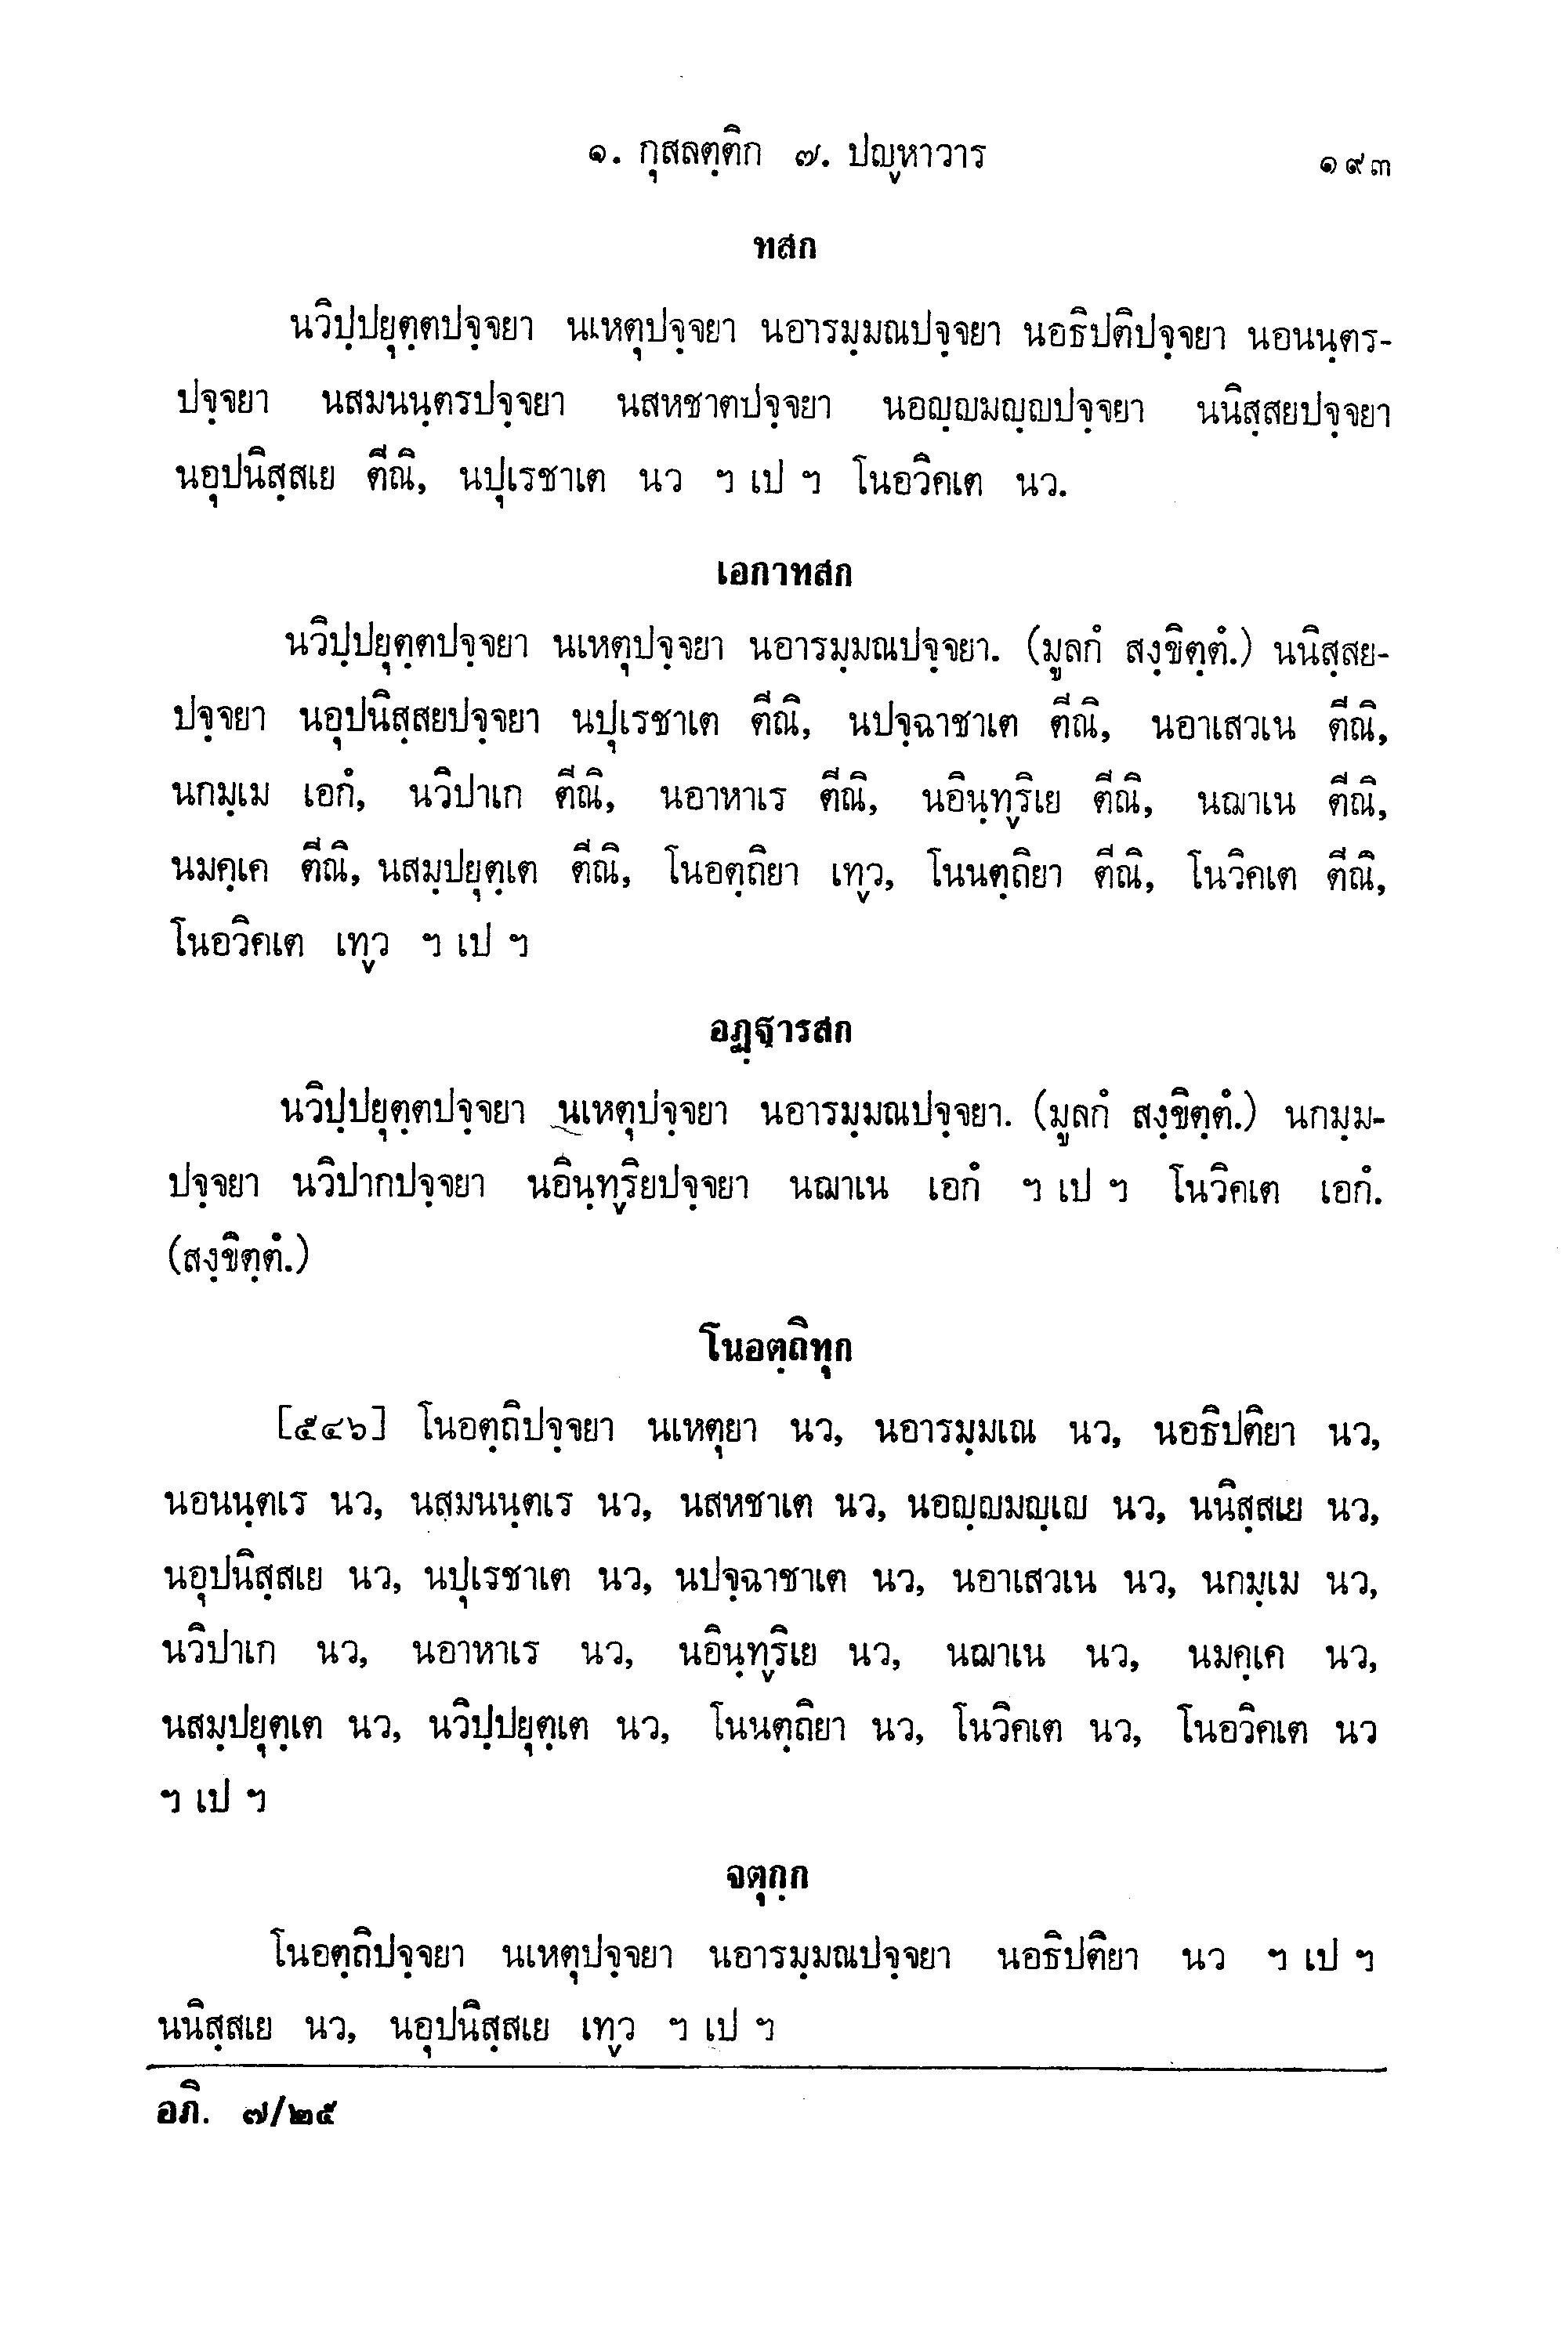 ๑. กุสลตฺติก ๗. ปญฺหาวาร ๑๙๓
ทสก
นวิปฺปยุตฺตปจฺจยา นเหตุปจฺจยา นอารมฺมณปจฺจยา นอธิปติปจฺจยา นอนนฺตร-
ปจฺจยา นสมนนฺตรปจฺจยา นสหชาตปจฺจยา นอญฺญมญฺญปจฺจยา นนิสฺสยปจฺจยา
นอุปนิสฺสเย ตีณิ, นปุเรชาเต นว ฯ เป ฯ โนอวิคเต นว.
เอกาทสก
นวิปฺปยุตฺตปจฺจยา นเหตุปจฺจยา นอารมฺมณปจฺจยา. (มูลกํ สงฺขิตฺตํ.) นนิสฺสย-
ปจฺจยา นอุปนิสฺสยปจฺจยา นปุเรชาเต ตีณิ, นปจฺฉาชาเต ตีณิ, นอาเสวเน ตีณิ,
นกมฺเม เอกํ, นวิปาเก ตีณิ, นอาหาเร ตีณิ, นอินฺทฺริเย ตีณิ, นฌาเน ตีณิ,
นมคฺเค ตีณิ, นสมฺปยุตฺเต ตีณิ, โนอตฺถิยา เทฺว, โนนตฺถิยา ตีณิ, โนวิคเต ตีณิ,
โนอวิคเต เทฺว ฯ เป ฯ
อฏฺฐารสก
นวิปฺปยุตฺตปจฺจยา นเหตุปจฺจยา นอารมฺมณปจฺจยา. (มูลกํ สงฺขิตฺตํ.) นกมฺม-
ปจฺจยา นวิปากปจฺจยา นอินฺทฺริยปจฺจยา นฌาเน เอกํ ฯ เป ฯ โนวิคเต เอกํ.
(สงฺขิตฺตํ.)
โนอตฺถิทุก
[๕๔๖] โนอตฺถิปจฺจยา นเหตุยา นว, นอารมฺมเณ นว, นอธิปติยา นว,
นอนนฺตเร นว, นสมนนฺตเร นว, นสหชาเต นว, นอญฺญมญฺเญ นว, นนิสฺสเย นว,
นอุปนิสฺสเย นว, นปุเรชาเต นว, นปจฺฉาชาเต นว, นอาเสวเน นว, นกมฺเม นว,
นวิปาเก นว, นอาหาเร นว, นอินฺทฺริเย นว, นฌาเน นว, นมคฺเค นว,
นสมฺปยุตฺเต นว, นวิปฺปยุตฺเต นว, โนนตฺถิยา นว, โนวิคเต นว, โนอวิคเต นว
ฯ เป ฯ
จตุกฺก
โนอตฺถิปจฺจยา นเหตุปจฺจยา นอารมฺมณปจฺจยา นอธิปติยา นว ฯ เป ฯ
นนิสฺสเย นว, นอุปนิสฺสเย เทฺว ฯ เป ฯ
อภิ. ๗/๒๕